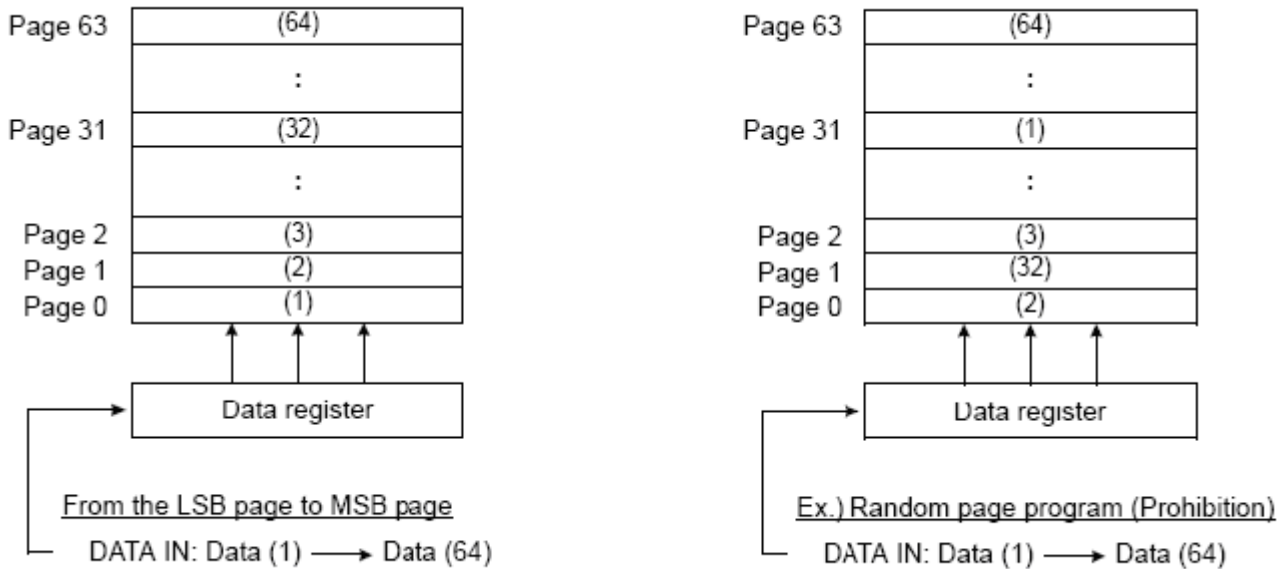 Page 63 (64)
:
Page 31 (32)
:
Page 2 (3)
Page 1 (2)
Page 0 (1)
Data register
From the LSB page to MSB page
DATA IN: Data (1) Data (64)
Page 63 (64)
:
Page 31 (1)
:
Page 2 (3)
Page 1 (32)
Page 0 (2)
Data register
Ex.) Random page program (Prohibition)
DATA IN: Data (1) Data (64)